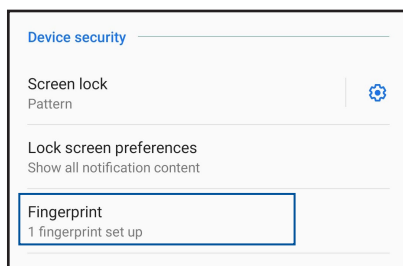 Device security
Screen lock
Pattern
Lock screen preferences
Show all notification content
Fingerprint
1 fingerprint set up